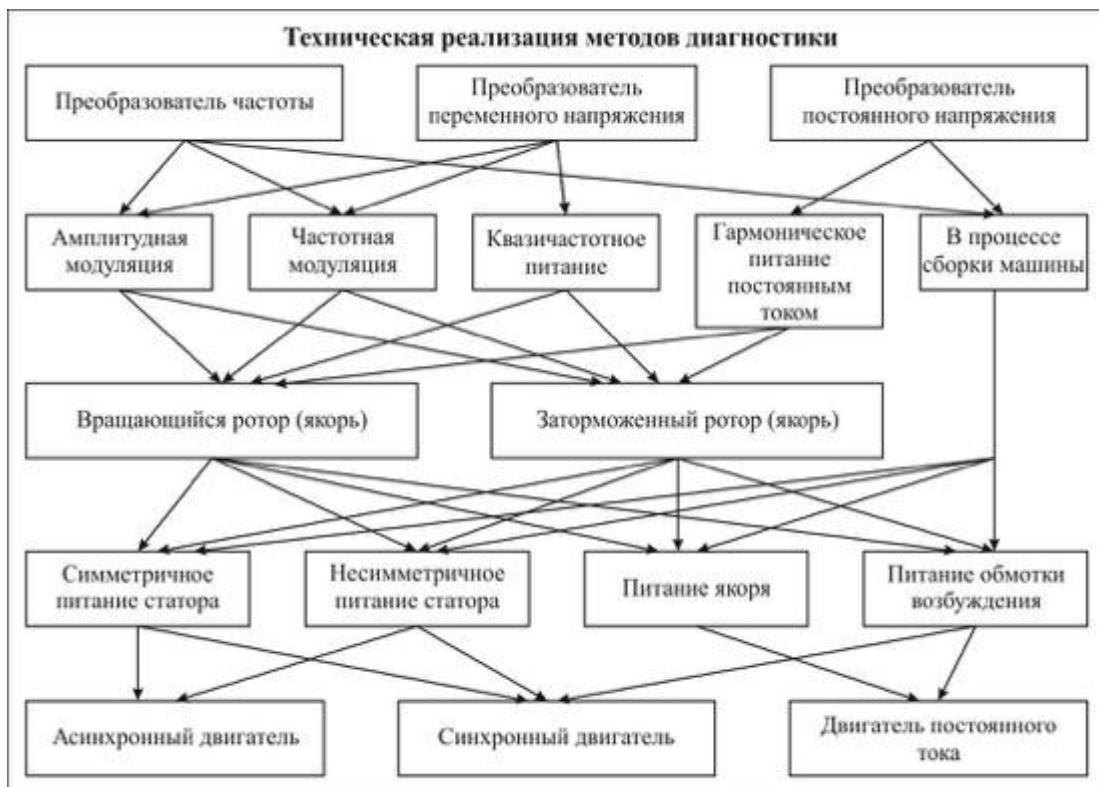 Техническая реализация методов диагностики
Преобразователь частоты
Преобразователь
переменного напряжения
Преобразователь
постоянного напряжения
Амплудная
модуляция
Частотная
модуляция
Квазичастотное
питание
Гармоническое
питание
постоянным
током
В процессе
сборки машины
Вращающийся ротор (якорь)
Заторможенный ротор (якорь)
Симметричное
питание статора
Несимметричное
питание статора
Питание якоря
Питание обмотки
возбуждения
Асинхронный двигатель
Синхронный двигатель
Двигатель постоянного
тока